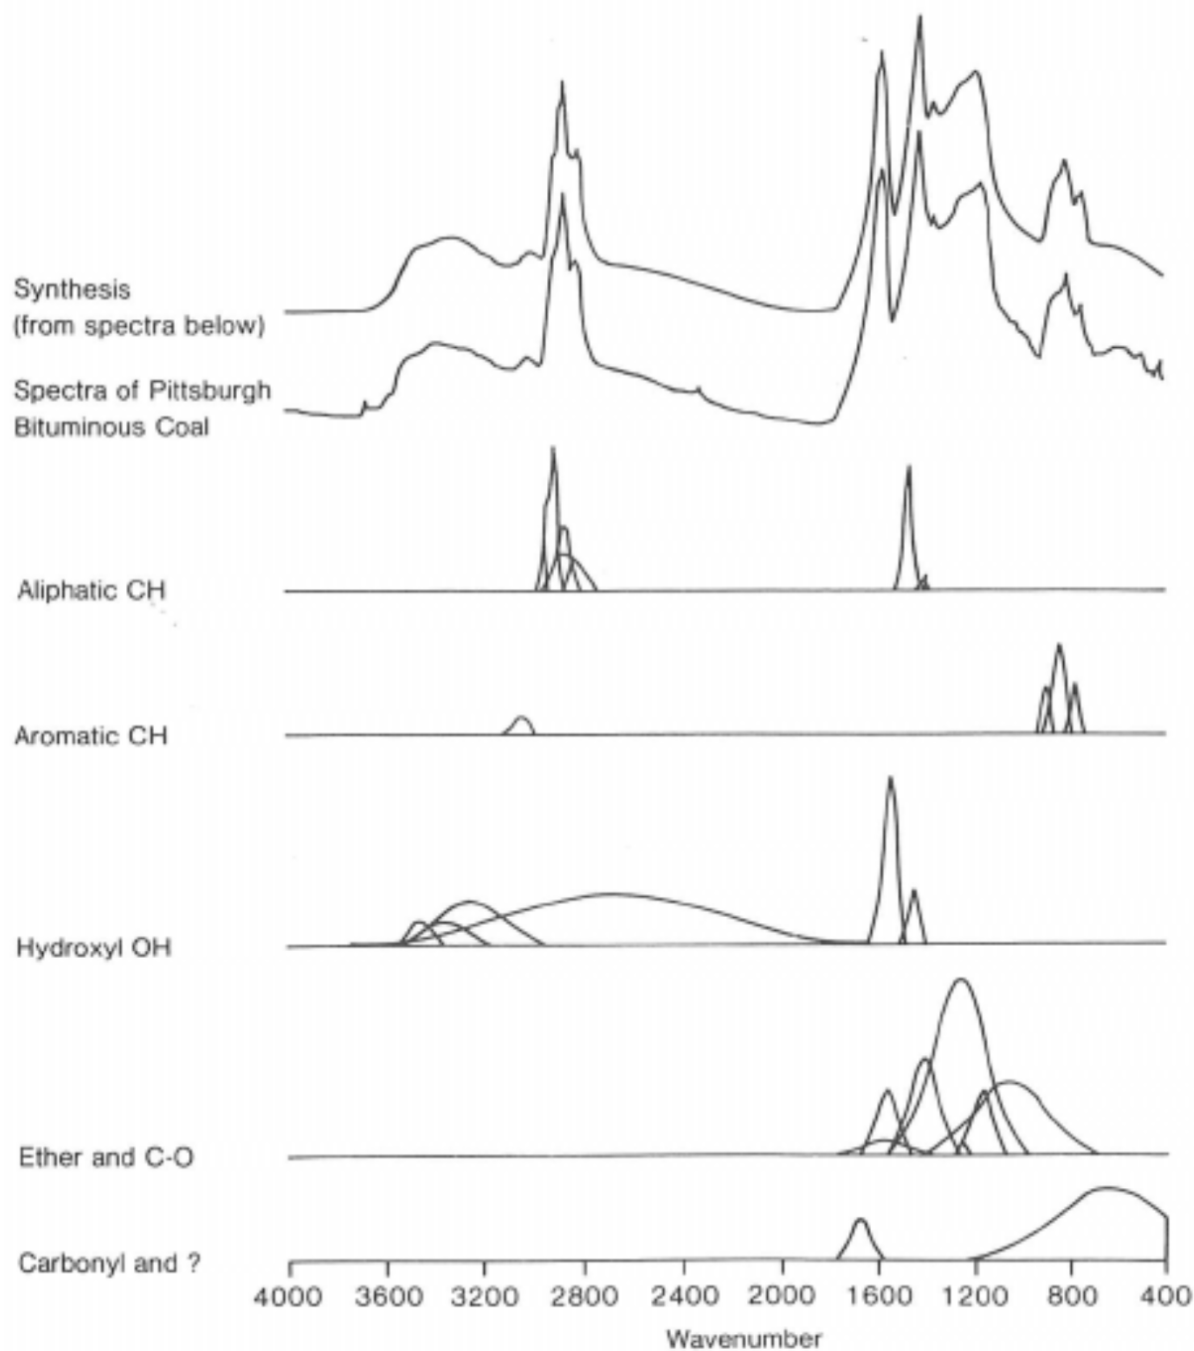 Synthesis
(from spectra below)
Spectra of Pittsburgh
Bituminous Coal
Aliphatic CH
Aromatic CH
Hydroxyl OH
Ether and C-O
Carbonyl and ?
4000 3600 3200 2800 2400 2000 1600 1200 800 400
Wavenumber